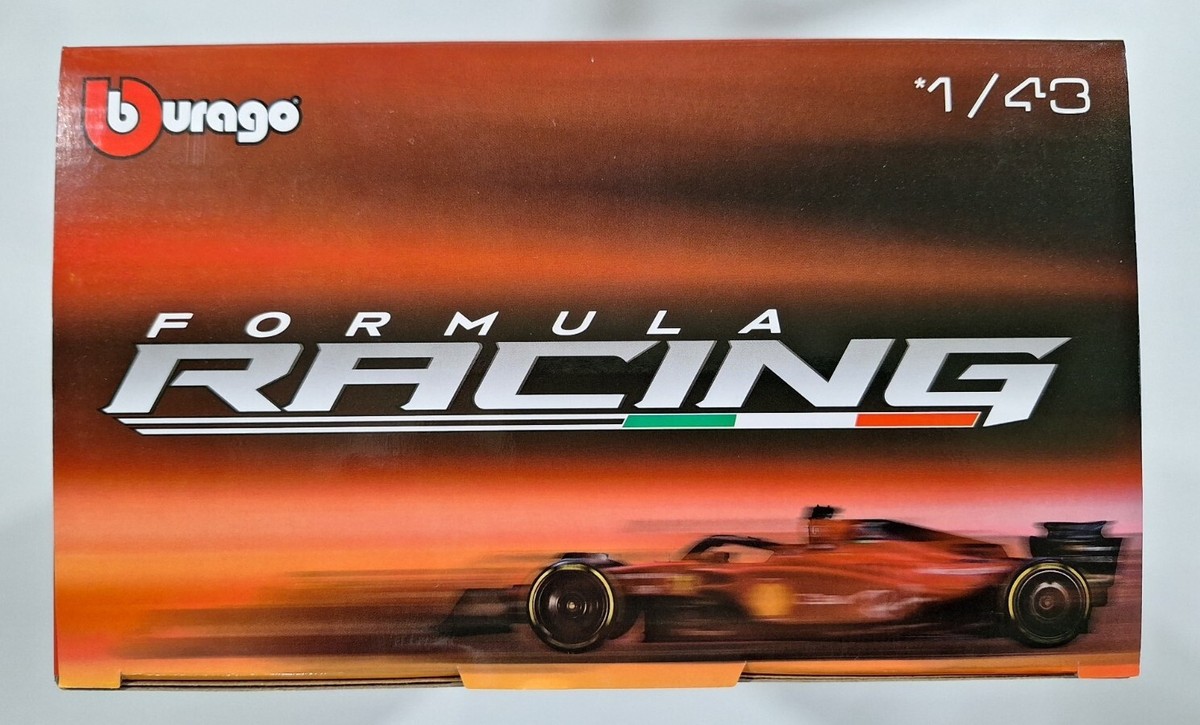 burago
*1/43
FORMULA
RACING